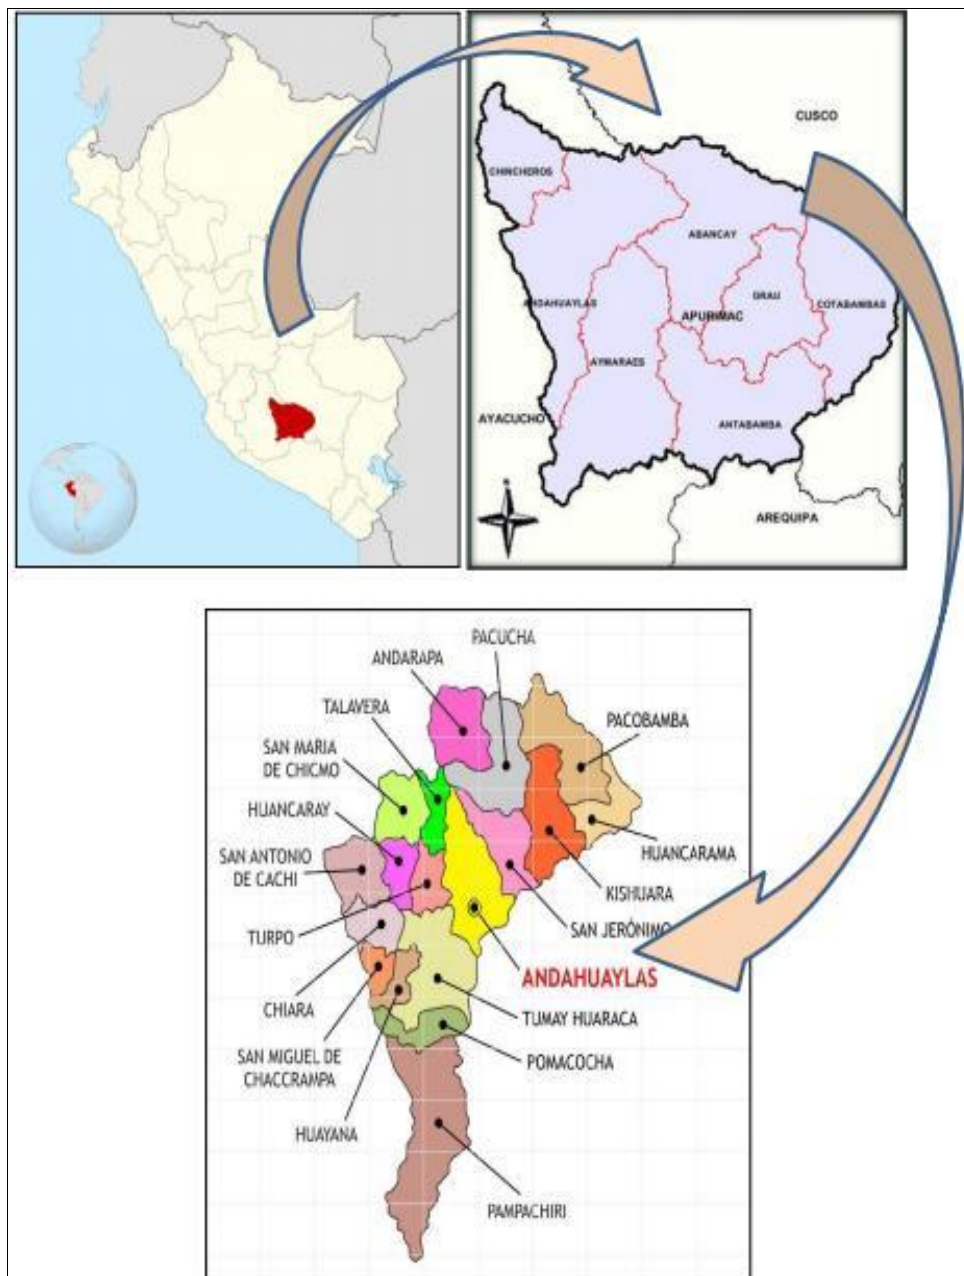 CUSCO
CHINCHEROS
ABANCAY
ANDAHUAYLAS
GRAU
COTABAMBAS
APURIMAC
AYMARAES
AYACUCHO
ANTABAMBA
AREQUIPA
PACUCHA
ANDARAPA
TALAVERA
PACOBAMBA
SAN MARIA
DE CHICMO
HUANCARAY
HUANCARAMA
SAN ANTONIO
DE CACHI
KISHUARA
TURPO
SAN JERÓNIMO
ANDAHUAYLAS
CHIARA
TUMAY HUARACA
SAN MIGUEL DE
CHACCRAMPA
POMACOCHA
HUAYANA
PAMPACHIRI